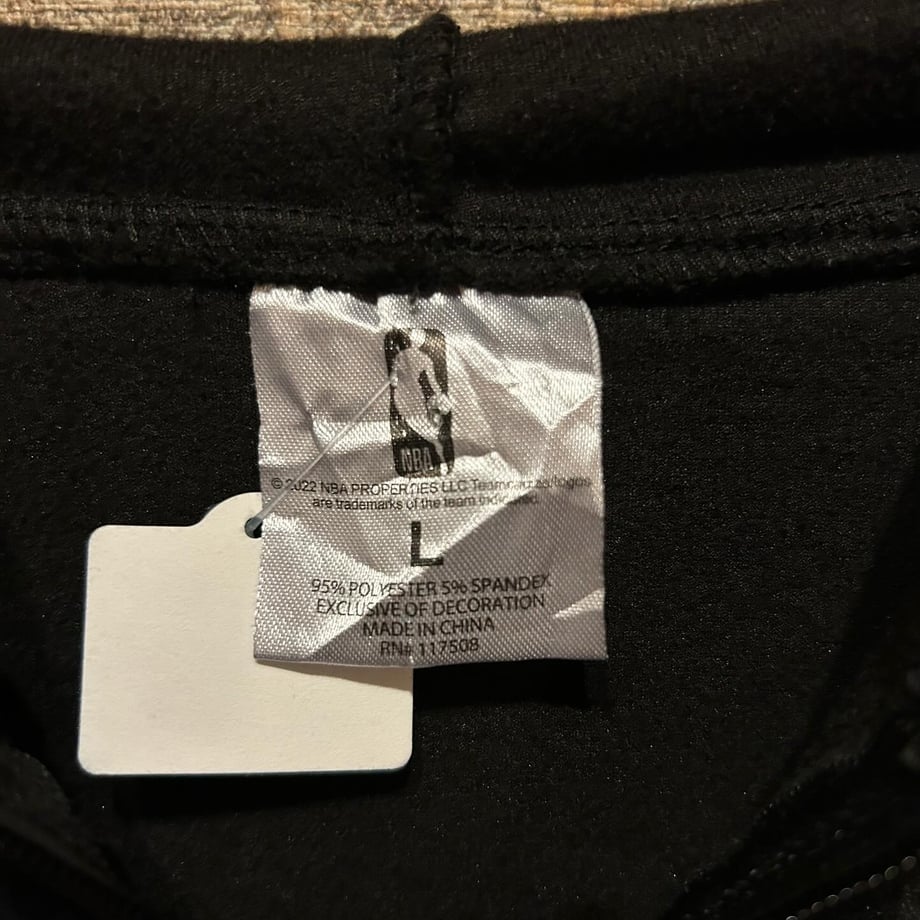 NBA
© 2022 NBA PROPERTIES LLC Team
are trademarks of the team
L
95% POLYESTER 5% SPANDEX
EXCLUSIVE OF DECORATION
MADE IN CHINA
RN# 117508